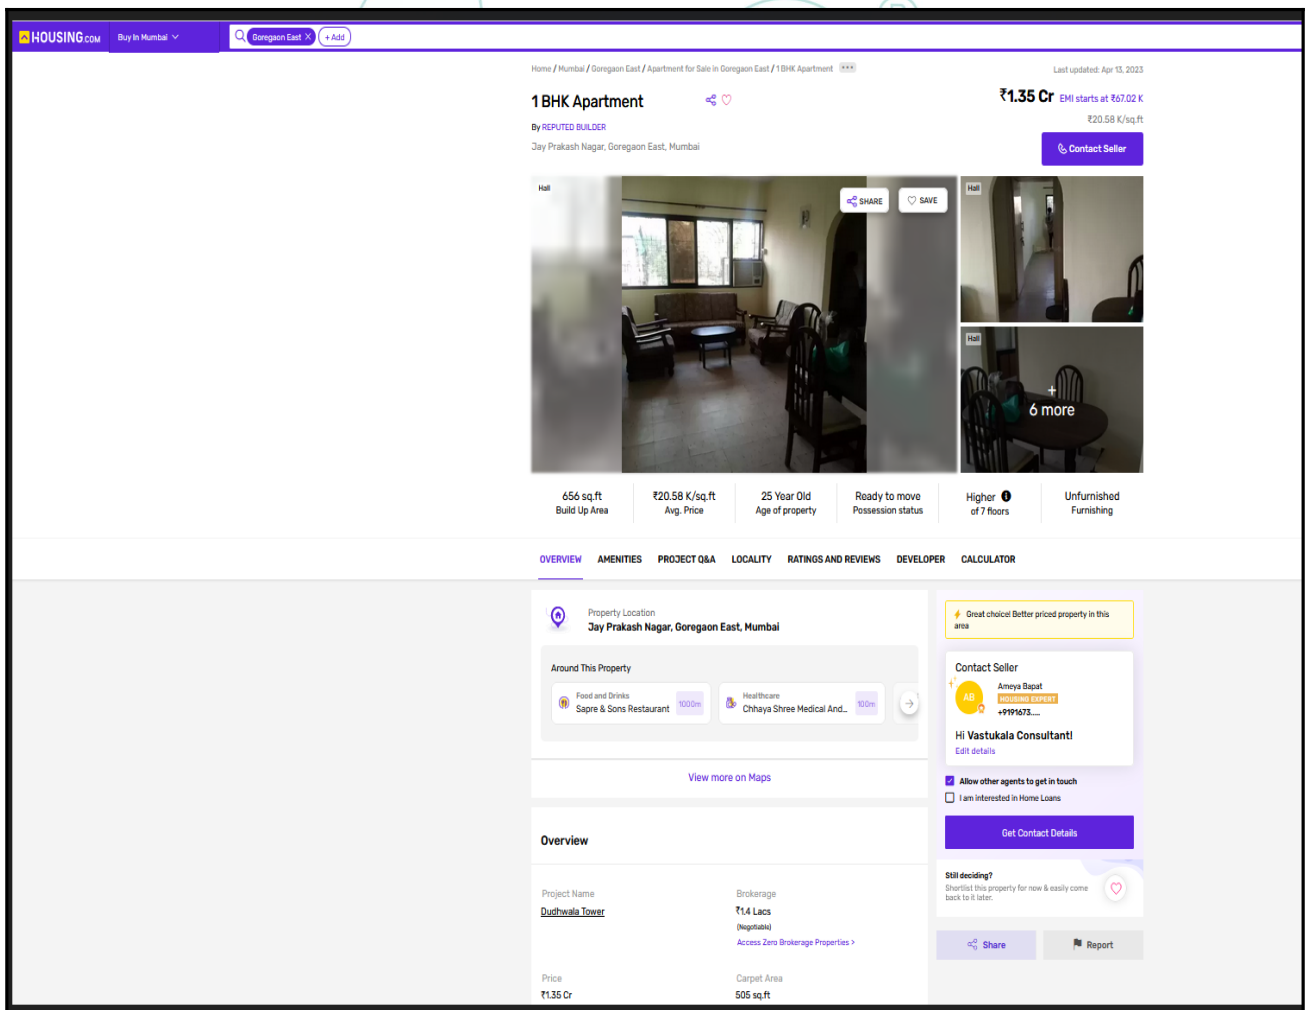 HOUSING.COM
Buy in Mumbai
Goregaon East ×
+ Add
Home / Mumbai / Goregaon East / Apartment for Sale in Goregaon East / 1 BHK Apartment
Last updated: Apr 13, 2023
1 BHK Apartment
₹1.35 Cr EMI starts at ₹67.02 K
₹20.58 K/sq.ft
By REPUTED BUILDER
Jay Prakash Nagar, Goregaon East, Mumbai
Contact Seller
Hall
SHARE
SAVE
Hall
Hall
+
6 more
656 sq.ft
Build Up Area
₹20.58 K/sq.ft
Avg. Price
25 Year Old
Age of property
Ready to move
Possession status
Higher
of 7 floors
Unfurnished
Furnishing
OVERVIEW AMENITIES PROJECT Q&A LOCALITY RATINGS AND REVIEWS DEVELOPER CALCULATOR
Property Location
Jay Prakash Nagar, Goregaon East, Mumbai
Around This Property
Food and Drinks
Sapre & Sons Restaurant
1000m
Healthcare
Chhaya Shree Medical And...
100m
View more on Maps
Great choice! Better priced property in this
area
Contact Seller
AB
Ameya Bapat
HOUSING EXPERT
+9191673.....
Hi Vastukala Consultant!
Edit details
Allow other agents to get in touch
I am interested in Home Loans
Get Contact Details
Still deciding?
Shortlist this property for now & easily come
back to it later.
Share
Report
Overview
Project Name
Dudhwala Tower
Brokerage
₹1.4 Lacs
(Negotiable)
Access Zero Brokerage Properties >
Price
₹1.35 Cr
Carpet Area
505 sq.ft